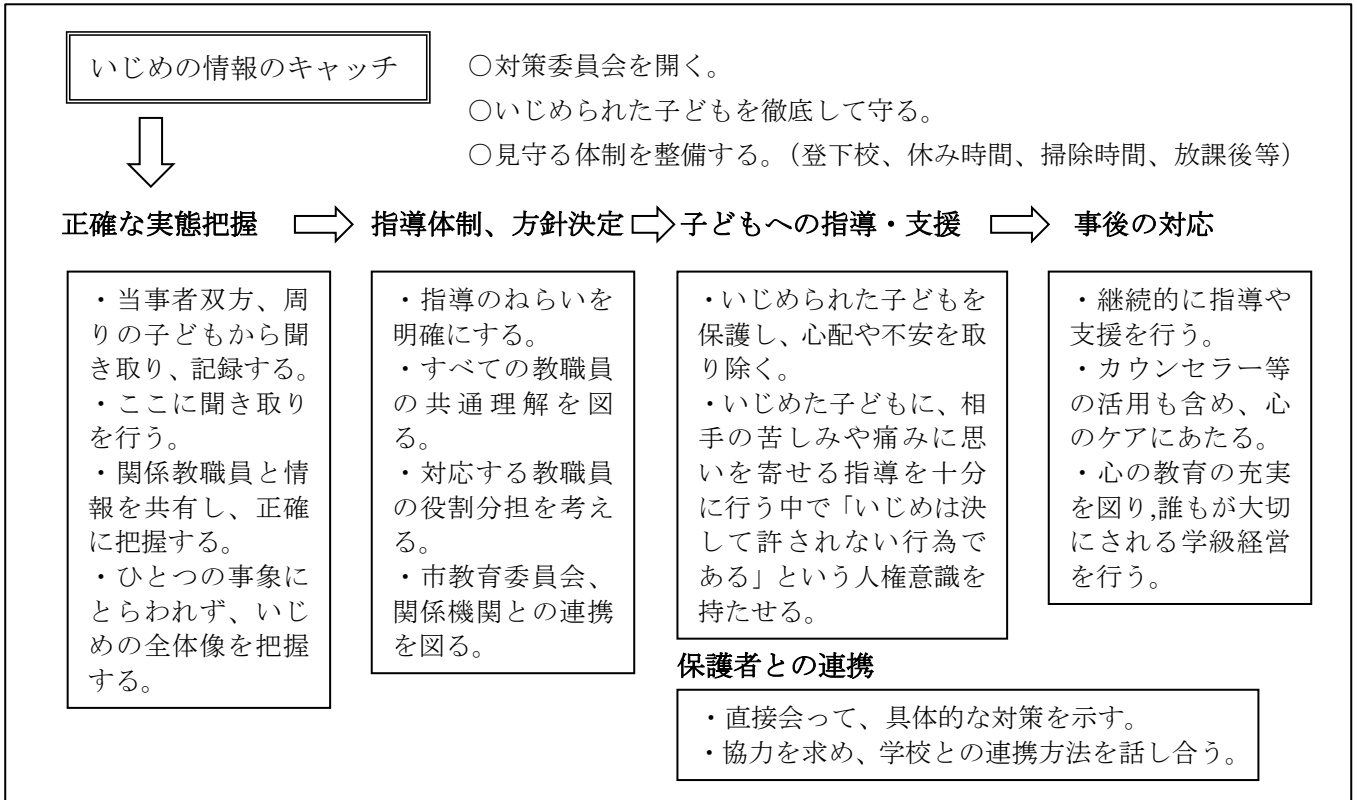 いじめの情報のキャッチ
○対策委員会を開く。
○いじめられた子どもを徹底して守る。
○見守る体制を整備する。（登下校、休み時間、掃除時間、放課後等）
正確な実態把握
・当事者双方、周
りの子どもから聞
き取り、記録する。
・ここに聞き取り
を行う。
・関係教職員と情
報を共有し、正確
に把握する。
・ひとつの事象に
とらわれず、いじ
めの全体像を把握
する。
指導体制、方針決定
・指導のねらいを
明確にする。
・すべての教職員
の共通理解を図
る。
・対応する教職員
の役割分担を考え
る。
・市教育委員会、
関係機関との連携
を図る。
子どもへの指導・支援
・いじめられた子どもを
保護し、心配や不安を取
り除く。
・いじめた子どもに、相
手の苦しみや痛みに思
いを寄せる指導を十分
に行う中で「いじめは決
して許されない行為で
ある」という人権意識を
持たせる。
保護者との連携
・直接会って、具体的な対策を示す。
・協力を求め、学校との連携方法を話し合う。
事後の対応
・継続的に指導や
支援を行う。
・カウンセラー等
の活用も含め、心
のケアにあたる。
・心の教育の充実
を図り,誰もが大切
にされる学級経営
を行う。